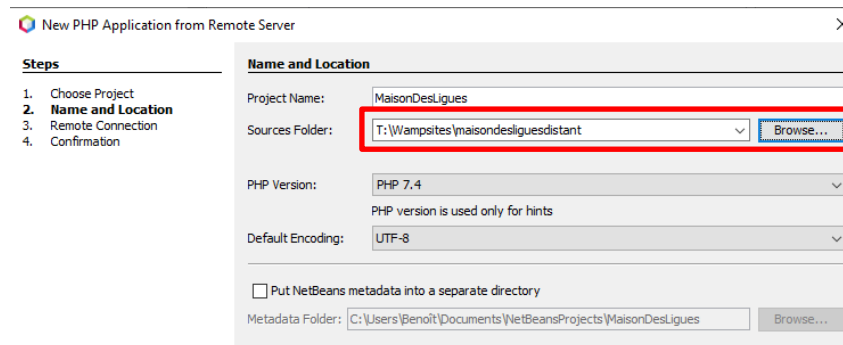 New PHP Application from Remote Server
Steps
1. Choose Project
2. Name and Location
3. Remote Connection
4. Confirmation
Name and Location
Project Name: MaisonDesLigues
Sources Folder: T:\Wampsites\maisondesliguesdistant Browse...
PHP Version: PHP 7.4
PHP version is used only for hints
Default Encoding: UTF-8
Put NetBeans metadata into a separate directory
Metadata Folder: C:\Users\Benoît\Documents\NetBeansProjects\MaisonDesLigues Browse...